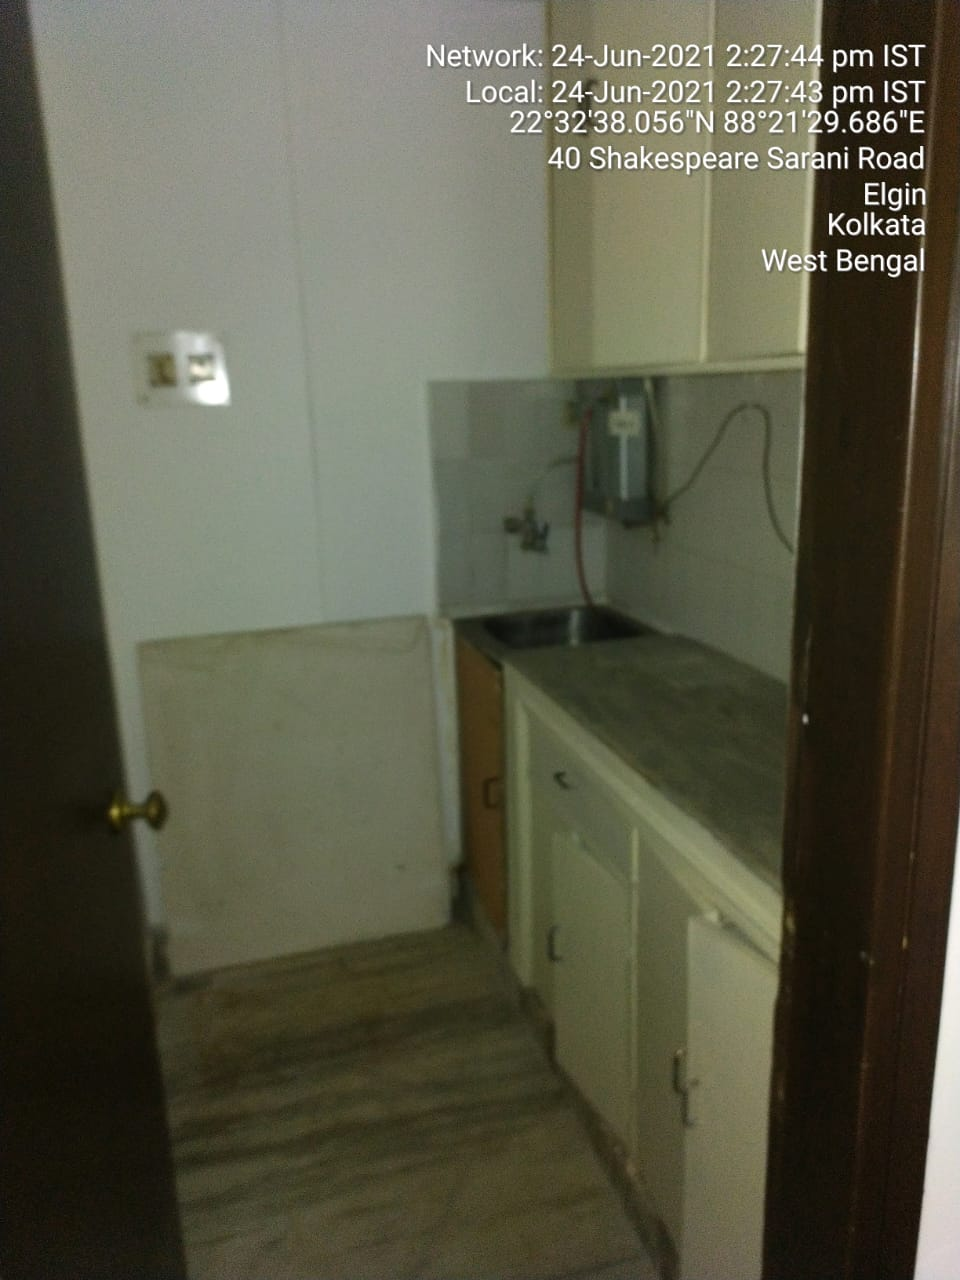 Network: 24-Jun-2021 2:27:44 pm IST
Local: 24-Jun-2021 2:27:43 pm IST
22°32'38.056"N 88°21'29.686"E
40 Shakespeare Sarani Road
Elgin
Kolkata
West Bengal